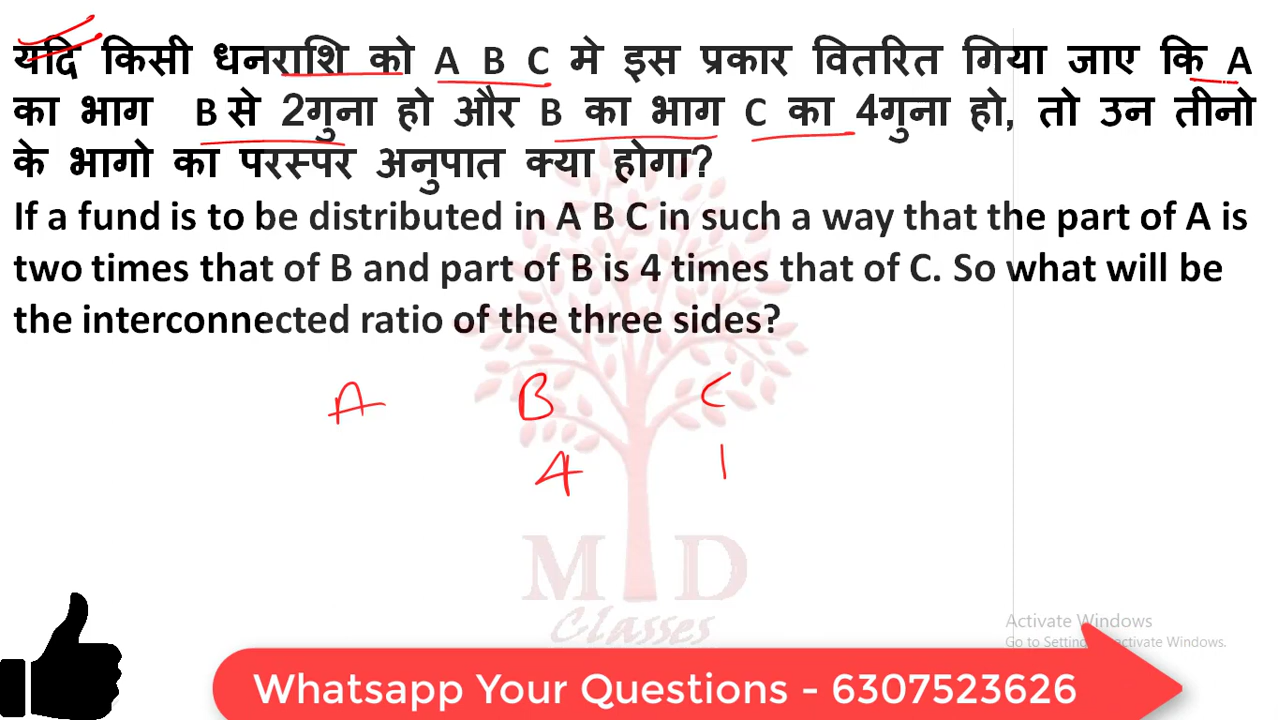 यदि किसी धनराशि को A B C मे इस प्रकार वितरित गिया जाए कि A
का भाग B से 2गुना हो और B का भाग C का 4गुना हो, तो उन तीनो
के भागो का परस्पर अनुपात क्या होगा?
If a fund is to be distributed in A B C in such a way that the part of A is
two times that of B and part of B is 4 times that of C. So what will be
the interconnected ratio of the three sides?
A B C
4 1
M D
Classes
Activate Windows
Go to Settings to activate Windows.
Whatsapp Your Questions - 6307523626